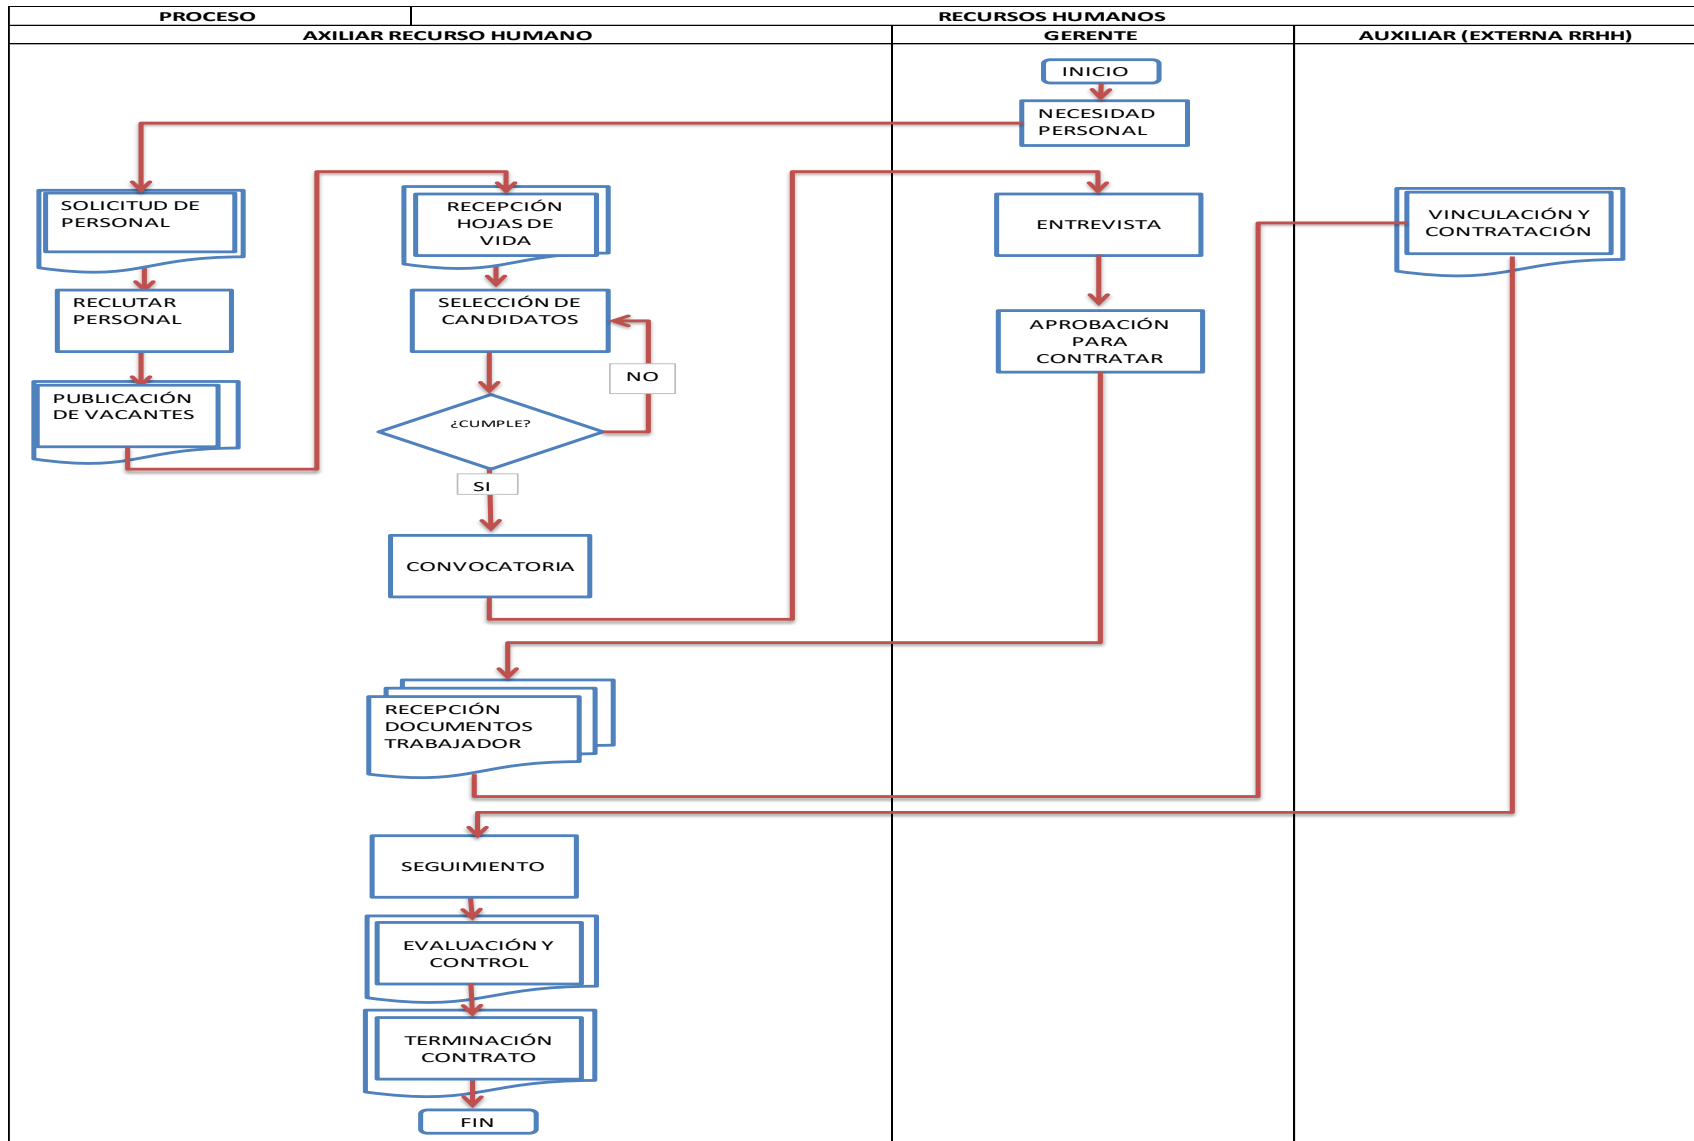 PROCESO
RECURSOS HUMANOS
AXILIAR RECURSO HUMANO
GERENTE
AUXILIAR (EXTERNA RRHH)
INICIO
NECESIDAD
PERSONAL
SOLICITUD DE
PERSONAL
RECLUTAR
PERSONAL
PUBLICACIÓN
DE VACANTES
RECEPCIÓN
HOJAS DE
VIDA
SELECCIÓN DE
CANDIDATOS
NO
¿CUMPLE?
SI
CONVOCATORIA
ENTREVISTA
APROBACIÓN
PARA
CONTRATAR
VINCULACIÓN Y
CONTRATACIÓN
RECEPCIÓN
DOCUMENTOS
TRABAJADOR
SEGUIMIENTO
EVALUACIÓN Y
CONTROL
TERMINACIÓN
CONTRATO
FIN